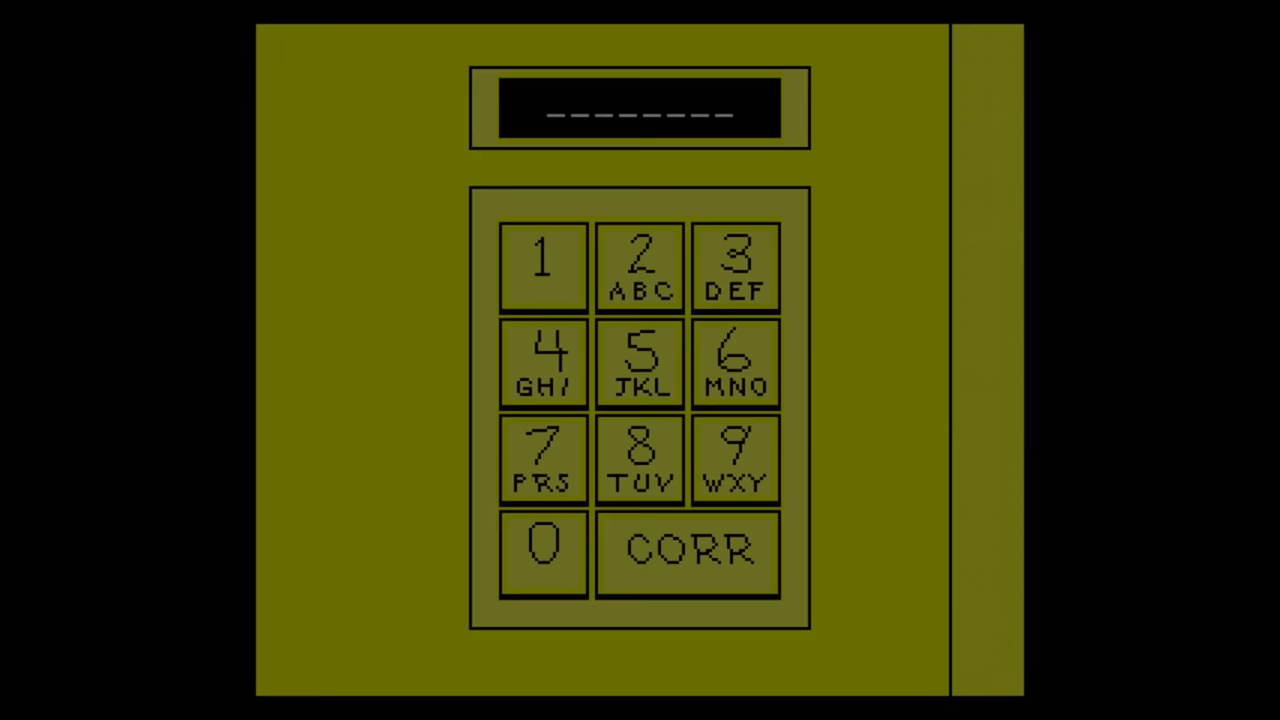 ________
1 2 3
ABC DEF
4 5 6
GHI JKL MNO
7 8 9
PRS TUV WXY
0 CORR